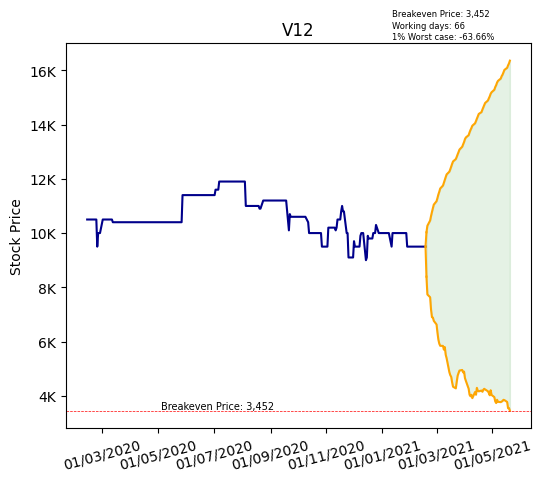 Breakeven Price: 3,452
Working days: 66
1% Worst case: -63.66%
V12
16K
14K
12K
10K
8K
6K
4K
Stock Price
Breakeven Price: 3,452
01/03/2020
01/05/2020
01/07/2020
01/09/2020
01/11/2020
01/01/2021
01/03/2021
01/05/2021